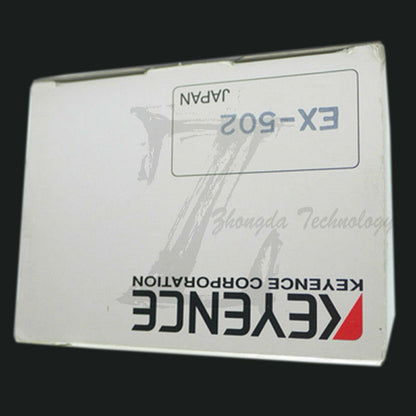 KEYENCE
KEYENCE CORPORATION
EX-502
JAPAN
Zhongda Technology